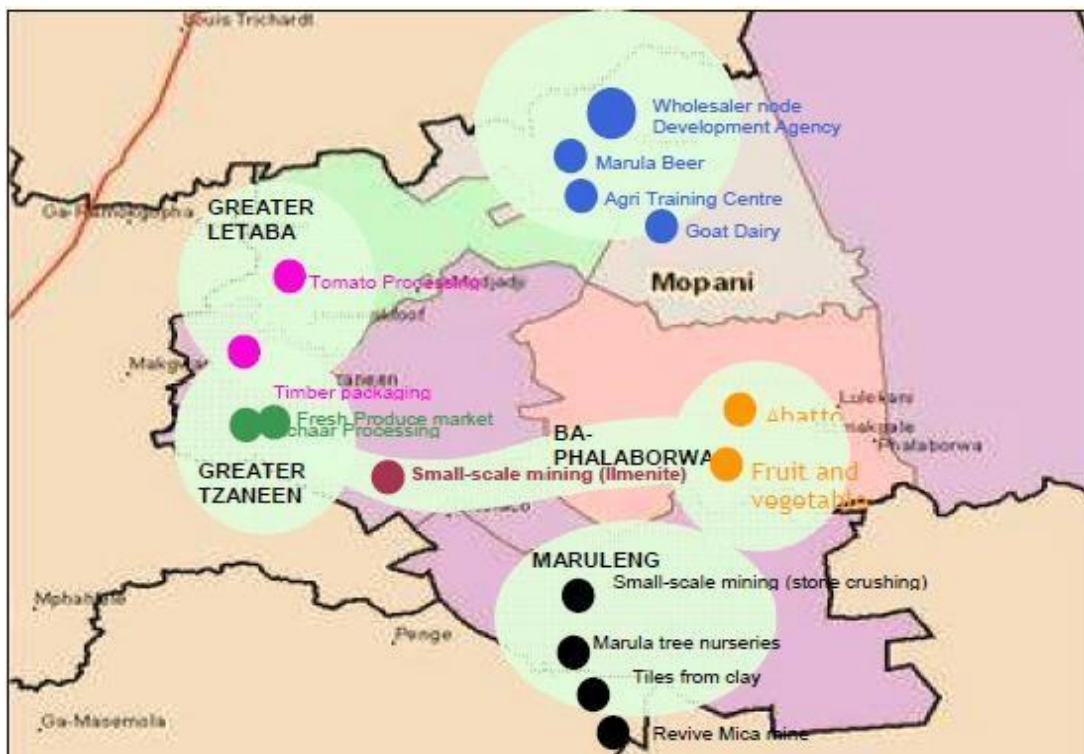 Louis Trichardt
Wholesaler node
Development Agency
Marula Beer
Agri Training Centre
Goat Dairy
GREATER
LETABA
Mopani
Tomato Processing
Timber packaging
Fresh Produce market
Processing
GREATER
TZANEEN
BA-
PHALABORWA
Small-scale mining (Ilmenite)
Lulekani
Phalaborwa
Fruit and
vegetable
MARULENG
Small-scale mining (stone crushing)
Marula tree nurseries
Tiles from clay
Revive Mica mine
Penge
Ga-Masemola